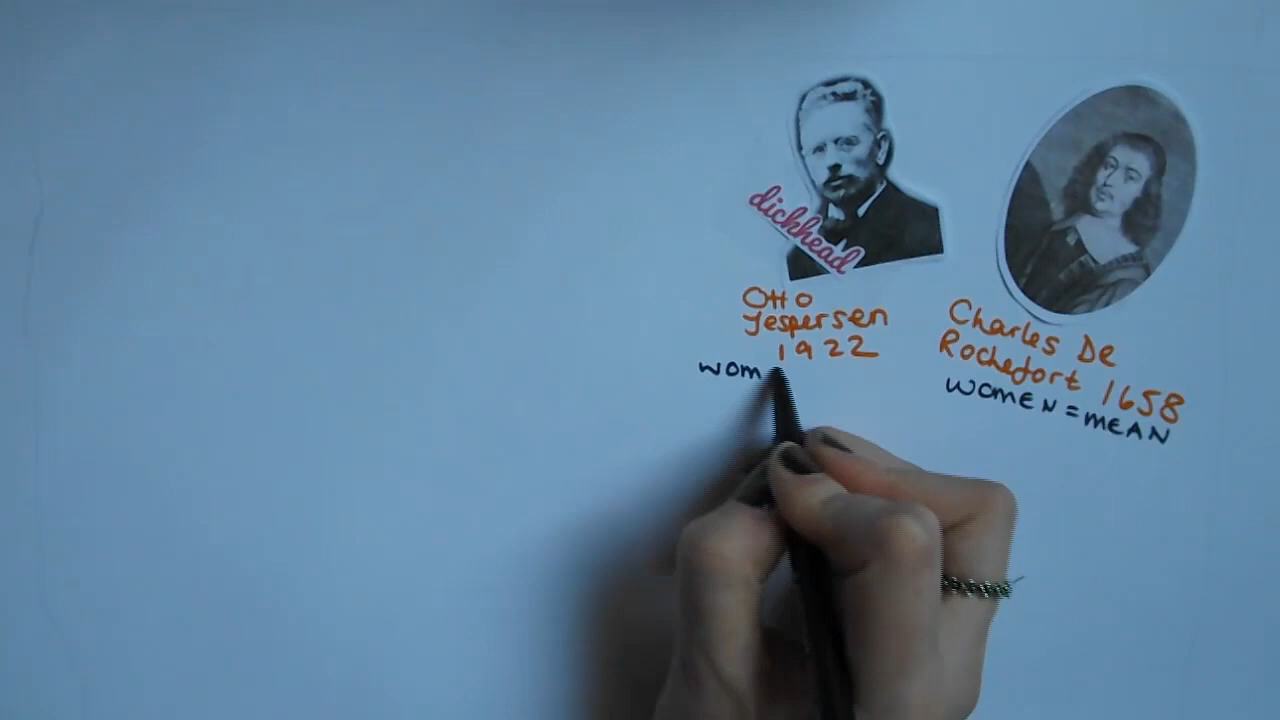 dickhead
Otto
Jespersen
1922
wom
Charles De
Rochefort 1658
WOMEN = MEAN